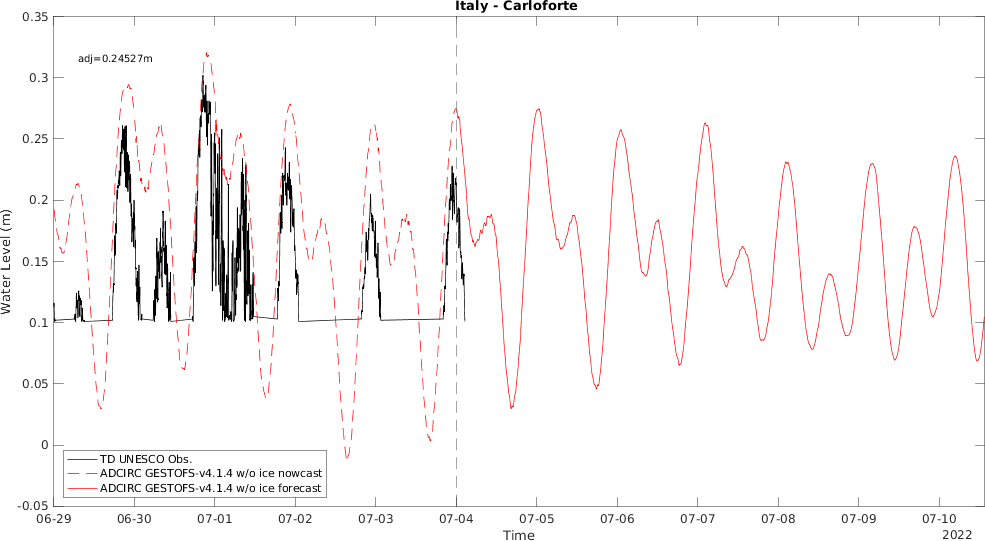 Italy - Carloforte
adj=0.24527m
0.35
0.3
0.25
0.2
0.15
0.1
0.05
0
-0.05
Water Level (m)
TD UNESCO Obs.
ADCIRC GESTOFS-v4.1.4 w/o ice nowcast
ADCIRC GESTOFS-v4.1.4 w/o ice forecast
06-29 06-30 07-01 07-02 07-03 07-04 07-05 07-06 07-07 07-08 07-09 07-10
Time
2022